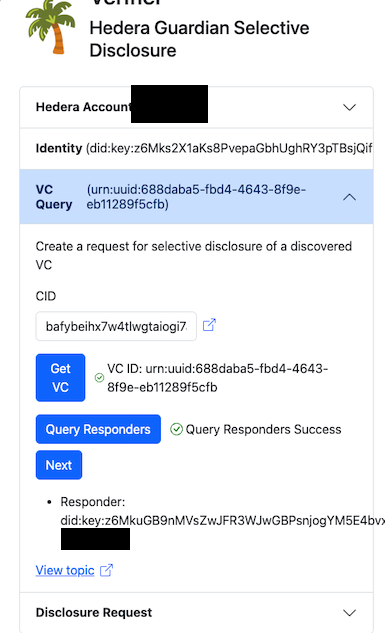 Verifier
Hedera Guardian Selective
Disclosure
Hedera Account
Identity (did:key:z6Mks2X1aKs8PvepaGbhUghRY3pTBsjQif
VC (urn:uuid:688daba5-fbd4-4643-8f9e-
Query eb11289f5cfb)
Create a request for selective disclosure of a discovered
VC
CID
bafybeihx7w4tlwgtaiogi7
Get VC ID: urn:uuid:688daba5-fbd4-4643-
VC 8f9e-eb11289f5cfb
Query Responders Query Responders Success
Next
Responder:
did:key:z6MkuGB9nMVsZwJFR3WJwGBPsnjogYM5E4bvx
View topic
Disclosure Request